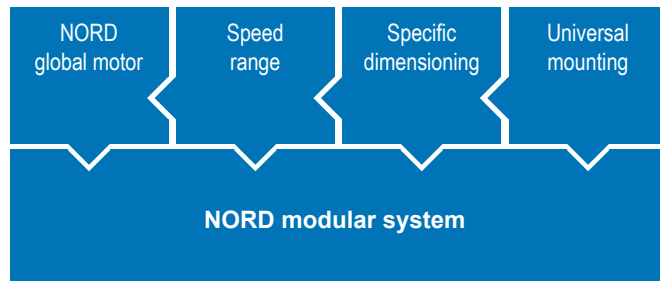 NORD
global motor
Speed
range
Specific
dimensioning
Universal
mounting
NORD modular system